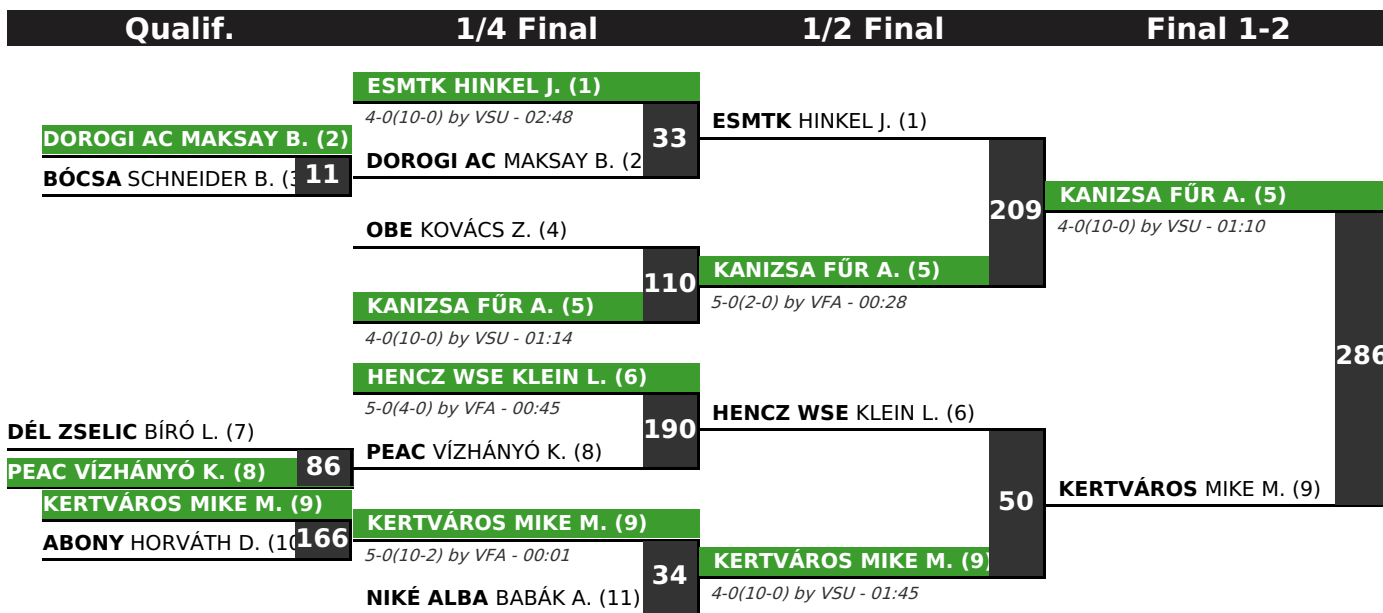 Qualif. 1/4 Final 1/2 Final Final 1-2
DOROGI AC MAKSAY B. (2)
BÓCSA SCHNEIDER B. (3
11
DÉL ZSELIC BÍRÓ L. (7)
PEAC VÍZHÁNYÓ K. (8)
86
KERTVÁROS MIKE M. (9)
ABONY HORVÁTH D. (10
166
ESMTK HINKEL J. (1)
4-0(10-0) by VSU - 02:48
DOROGI AC MAKSAY B. (2
33
OBE KOVÁCS Z. (4)
110
KANIZSA FŰR A. (5)
4-0(10-0) by VSU - 01:14
HENCZ WSE KLEIN L. (6)
5-0(4-0) by VFA - 00:45
PEAC VÍZHÁNYÓ K. (8)
190
KERTVÁROS MIKE M. (9)
5-0(10-2) by VFA - 00:01
NIKÉ ALBA BABÁK A. (11)
34
ESMTK HINKEL J. (1)
209
KANIZSA FŰR A. (5)
5-0(2-0) by VFA - 00:28
HENCZ WSE KLEIN L. (6)
50
KERTVÁROS MIKE M. (9)
4-0(10-0) by VSU - 01:45
KANIZSA FŰR A. (5)
4-0(10-0) by VSU - 01:10
286
KERTVÁROS MIKE M. (9)